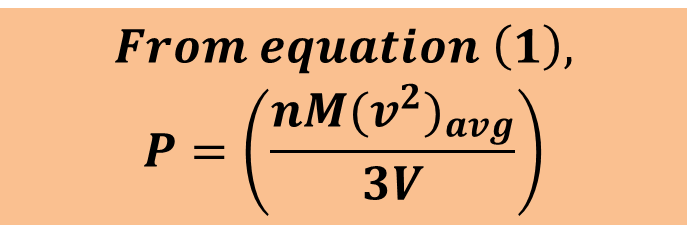 From equation (1),
P = (nM(v²)avg / 3V)